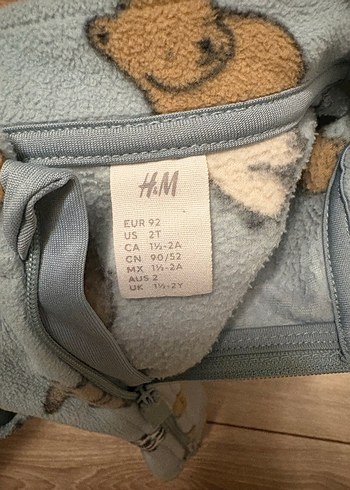 H&M
EUR 92
US 2T
CA 1½-2A
CN 90/52
MX 1½-2A
AUS 2
UK 1½-2Y